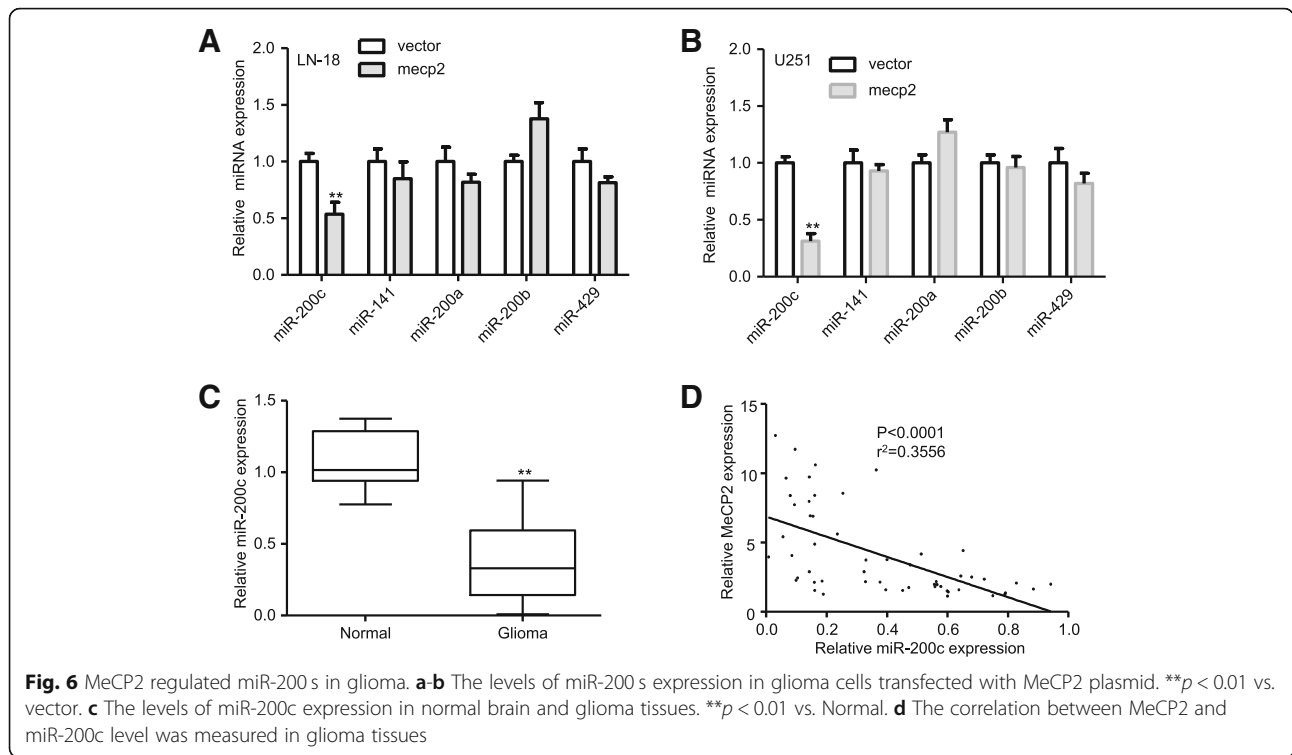 A
2.0
1.5
1.0
0.5
0.0
Relative miRNA expression
LN-18
vector
mecp2
**
miR-200c
miR-141
miR-200a
miR-200b
miR-429
B
2.0
1.5
1.0
0.5
0.0
Relative miRNA expression
U251
vector
mecp2
**
miR-200c
miR-141
miR-200a
miR-200b
miR-429
C
1.5
1.0
0.5
0.0
Relative miR-200c expression
**
Normal
Glioma
D
15
10
5
0
Relative MeCP2 expression
P<0.0001
r²=0.3556
0.0 0.2 0.4 0.6 0.8 1.0
Relative miR-200c expression
Fig. 6 MeCP2 regulated miR-200 s in glioma. a-b The levels of miR-200 s expression in glioma cells transfected with MeCP2 plasmid. **p < 0.01 vs.
vector. c The levels of miR-200c expression in normal brain and glioma tissues. **p < 0.01 vs. Normal. d The correlation between MeCP2 and
miR-200c level was measured in glioma tissues